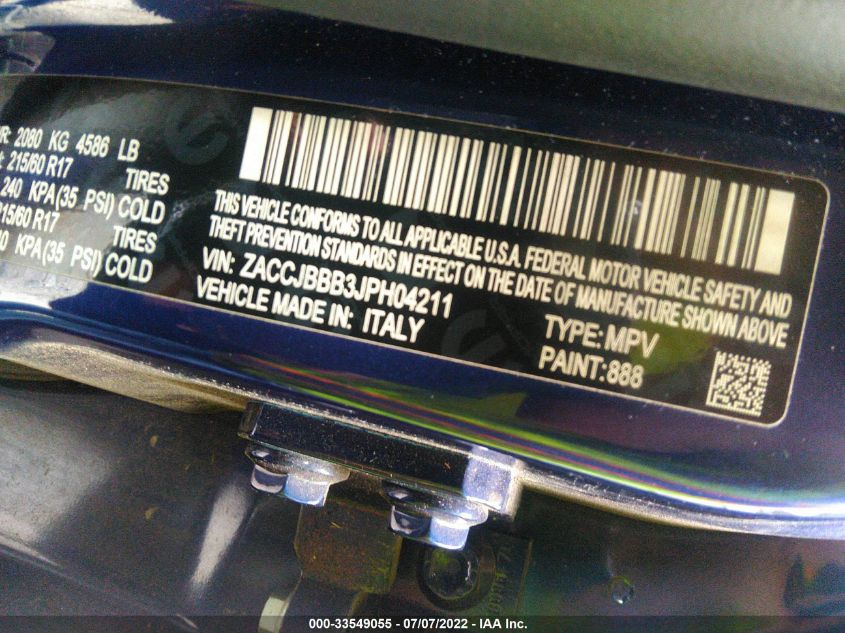 2080 KG 4586 LB
215/60 R17 TIRES
240 KPA(35 PSI) COLD
215/60 R17 TIRES
KPA(35 PSI) COLD
THIS VEHICLE CONFORMS TO ALL APPLICABLE U.S.A. FEDERAL MOTOR VEHICLE SAFETY AND
THEFT PREVENTION STANDARDS IN EFFECT ON THE DATE OF MANUFACTURE SHOWN ABOVE
VIN: ZACCJBBB3JPH04211 TYPE: MPV
VEHICLE MADE IN: ITALY PAINT: 888
000-33549055 - 07/07/2022 - IAA Inc.